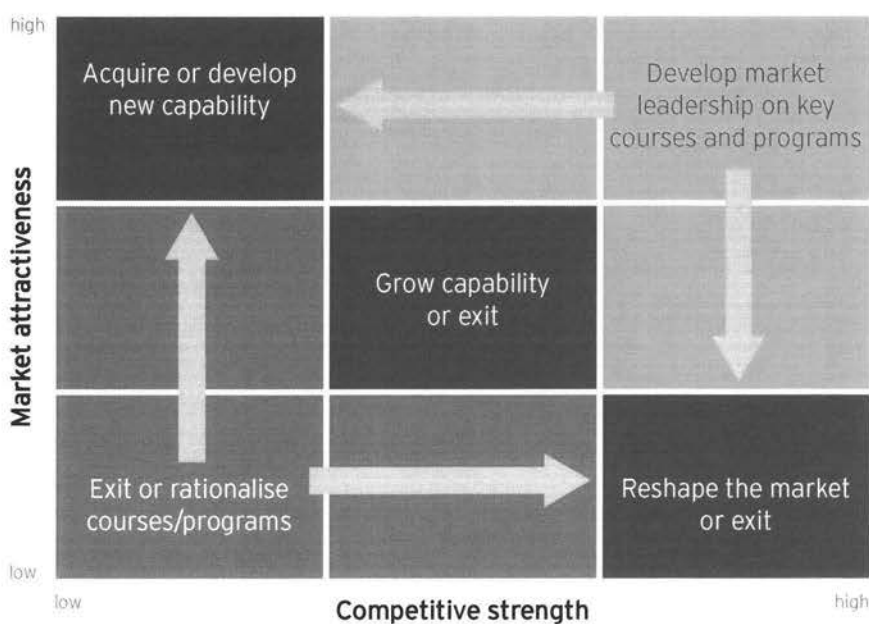 high
Acquire or develop
new capability
Develop market
leadership on key
courses and programs
Market attractiveness
Grow capability
or exit
Exit or rationalise
courses/programs
Reshape the market
or exit
low
low
Competitive strength
high